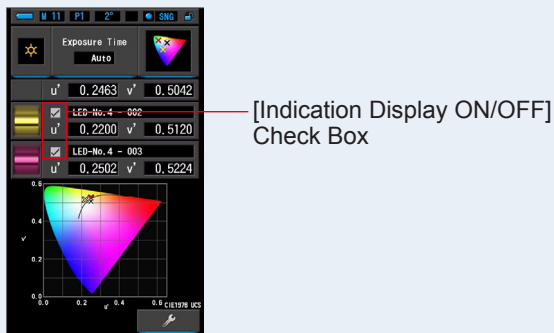 M 11 P1 2° SNG
Exposure Time
Auto
u' 0.2463 v' 0.5042
LED-No.4 - 002
u' 0.2200 v' 0.5120
LED-No.4 - 003
u' 0.2502 v' 0.5224
[Indication Display ON/OFF]
Check Box
0.6
0.4
v'
0.2
0.0
0.0 0.2 u' 0.4 0.6 CIE1976 UCS